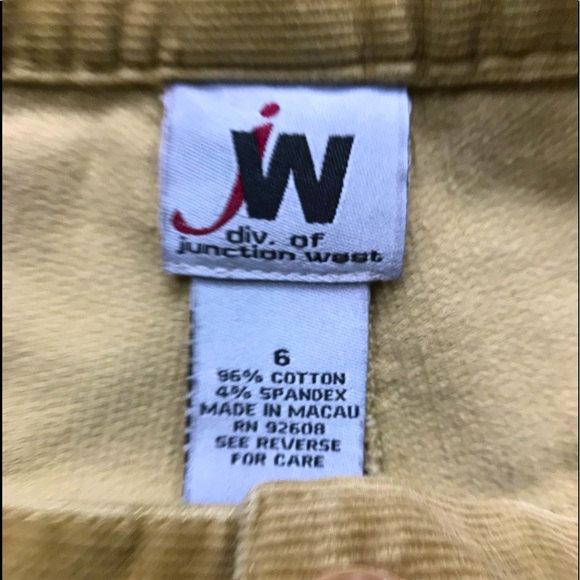 jW
div. of
junction west
6
96% COTTON
4% SPANDEX
MADE IN MACAU
RN 92608
SEE REVERSE
FOR CARE